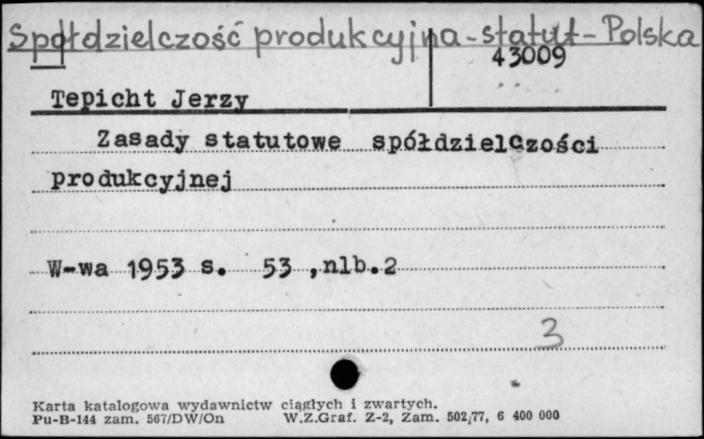 Spółdzielczość produkcyjna - statut - Polska
43009
Tepicht Jerzy
Zasady statutowe spółdzielczości
produkcyjnej
W-wa 1953 s. 53 ,nlb.2
3
Karta katalogowa wydawnictw ciągłych i zwartych.
Pu-B-144 zam. 567/DW/On W.Z.Graf. Z-2, Zam. 502/77, 6 400 000